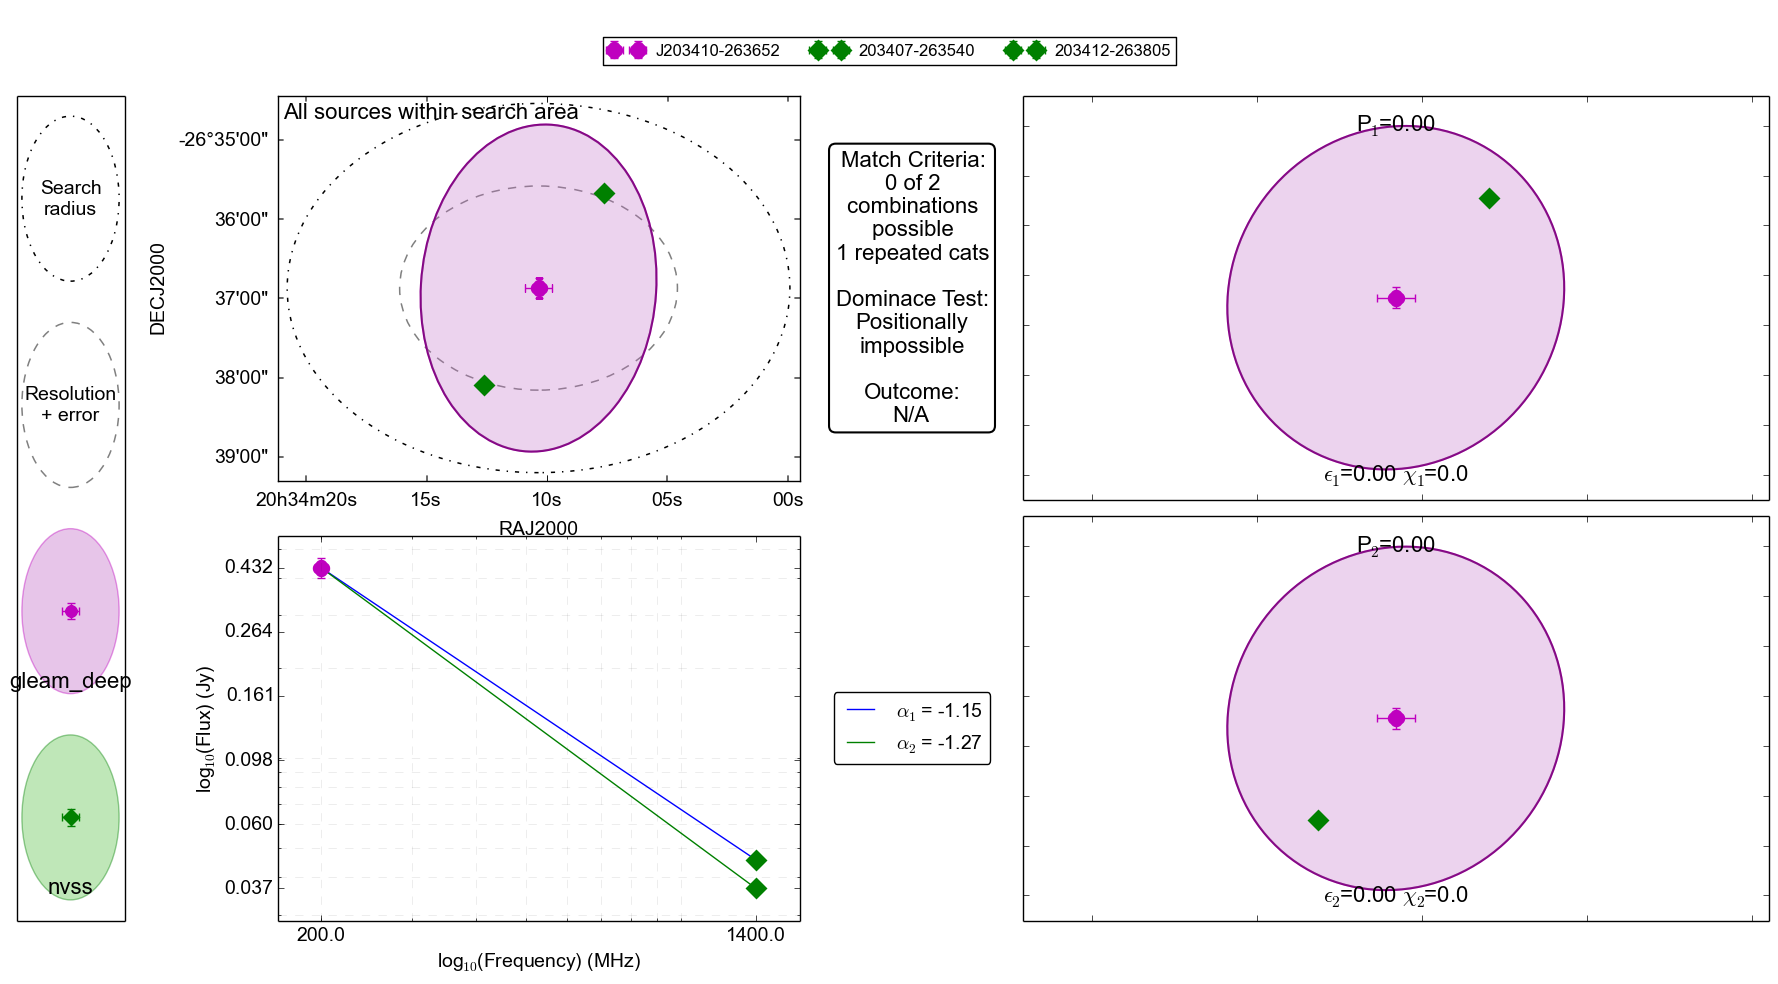 J203410-263652 203407-263540 203412-263805
Search
radius
Resolution
+ error
gleam_deep
nvss
All sources within search area
DECJ2000
-26°35'00"
36'00"
37'00"
38'00"
39'00"
20h34m20s 15s 10s 05s 00s
RAJ2000
Match Criteria:
0 of 2
combinations
possible
1 repeated cats
Dominace Test:
Positionally
impossible
Outcome:
N/A
P₁=0.00
ϵ₁=0.00 χ₁=0.0
log₁₀(Flux) (Jy)
0.432
0.264
0.161
0.098
0.060
0.037
200.0 1400.0
log₁₀(Frequency) (MHz)
α₁ = -1.15
α₂ = -1.27
P₂=0.00
ϵ₂=0.00 χ₂=0.0